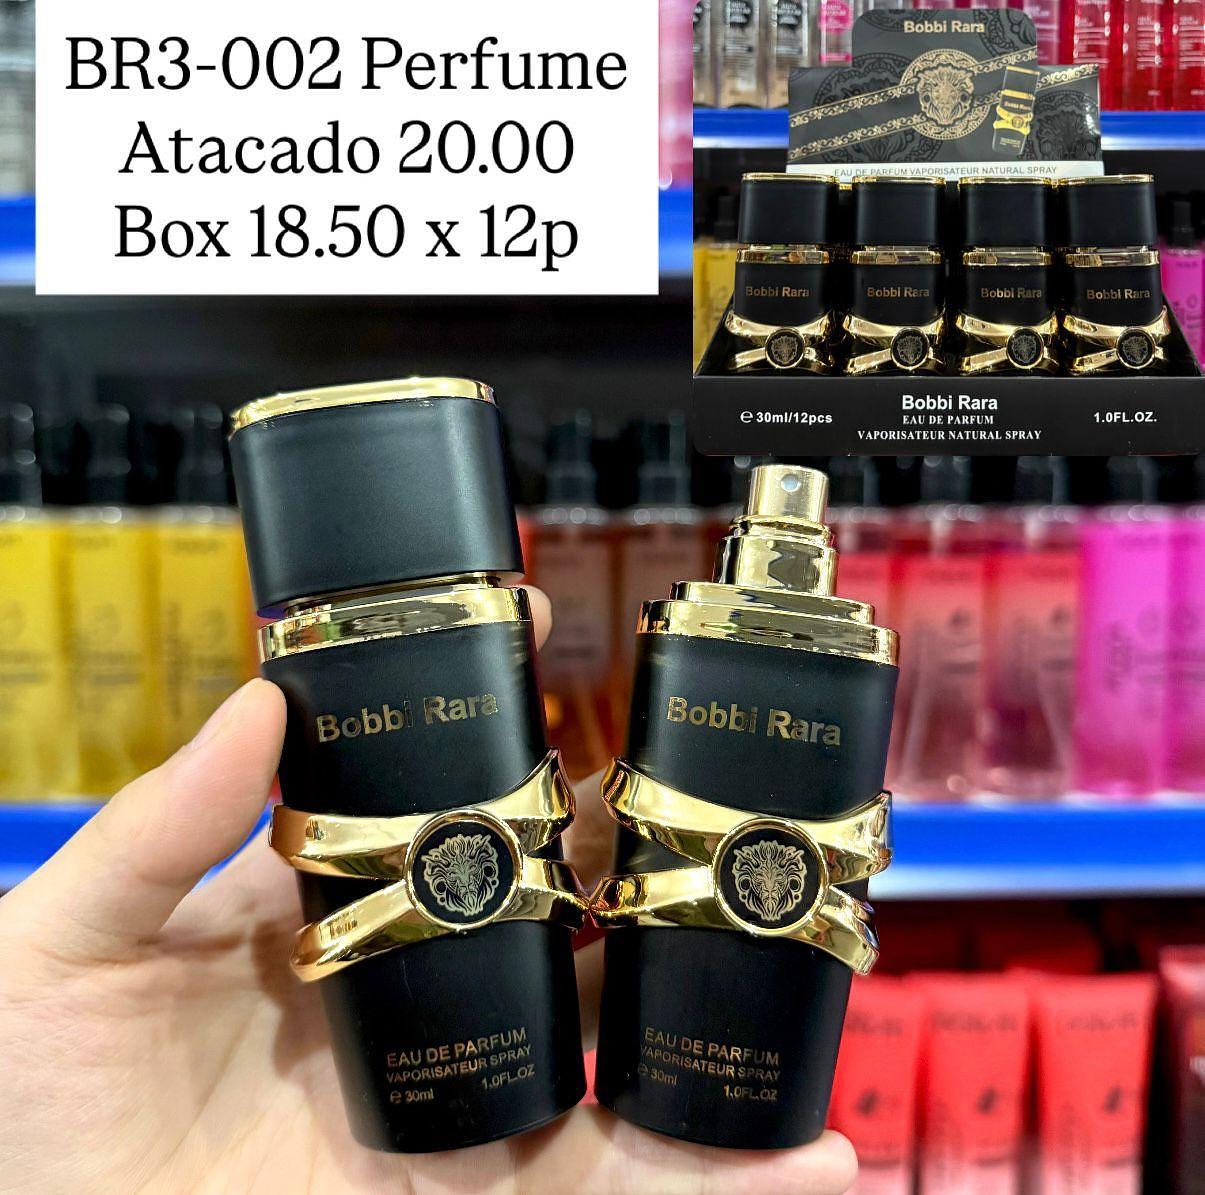 BR3-002 Perfume
Atacado 20.00
Box 18.50 x 12p
Bobbi Rara
Bobbi Rara
EAU DE PARFUM VAPORISATEUR NATURAL SPRAY
Bobbi Rara
Bobbi Rara
Bobbi Rara
Bobbi Rara
℮ 30ml/12pcs
Bobbi Rara
EAU DE PARFUM
VAPORISATEUR NATURAL SPRAY
1.0FL.OZ.
Bobbi Rara
EAU DE PARFUM
VAPORISATEUR SPRAY
℮ 30ml 1.0FL.OZ
Bobbi Rara
EAU DE PARFUM
VAPORISATEUR SPRAY
℮ 30ml 1.0FL.OZ